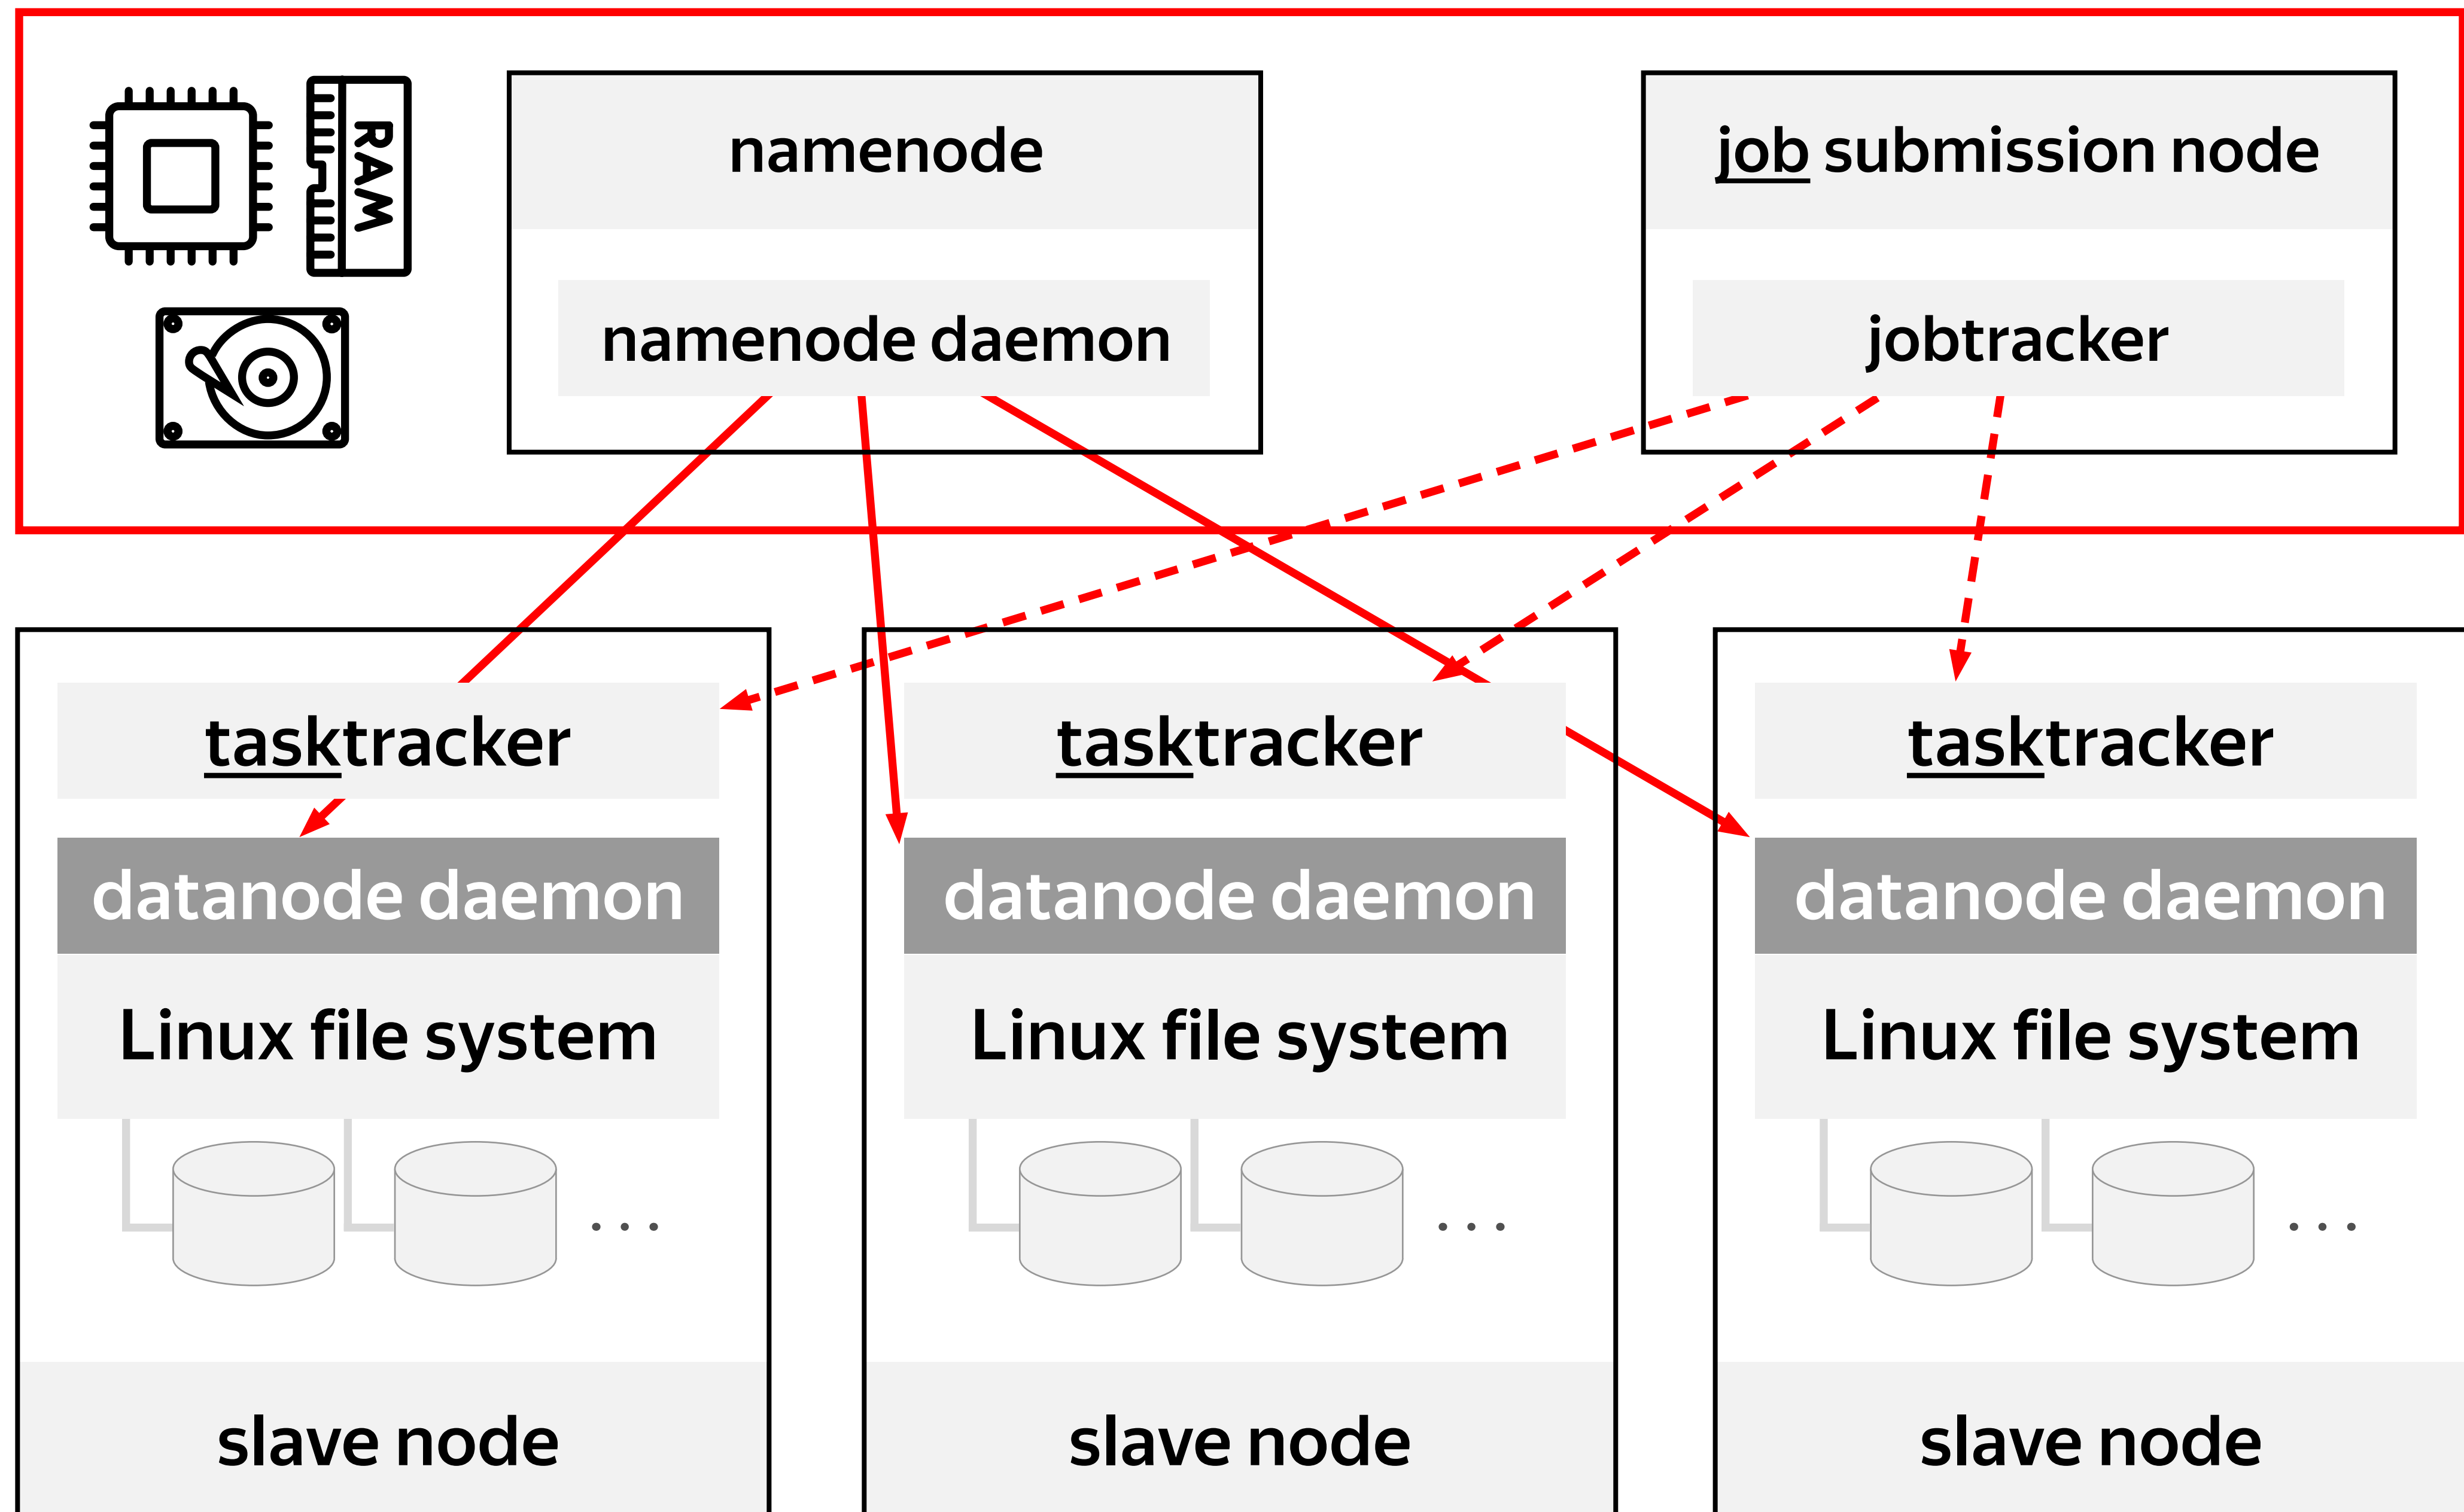 RAM
namenode
job submission node
namenode daemon
jobtracker
tasktracker
tasktracker
tasktracker
datanode daemon
datanode daemon
datanode daemon
Linux file system
Linux file system
Linux file system
...
...
...
slave node
slave node
slave node